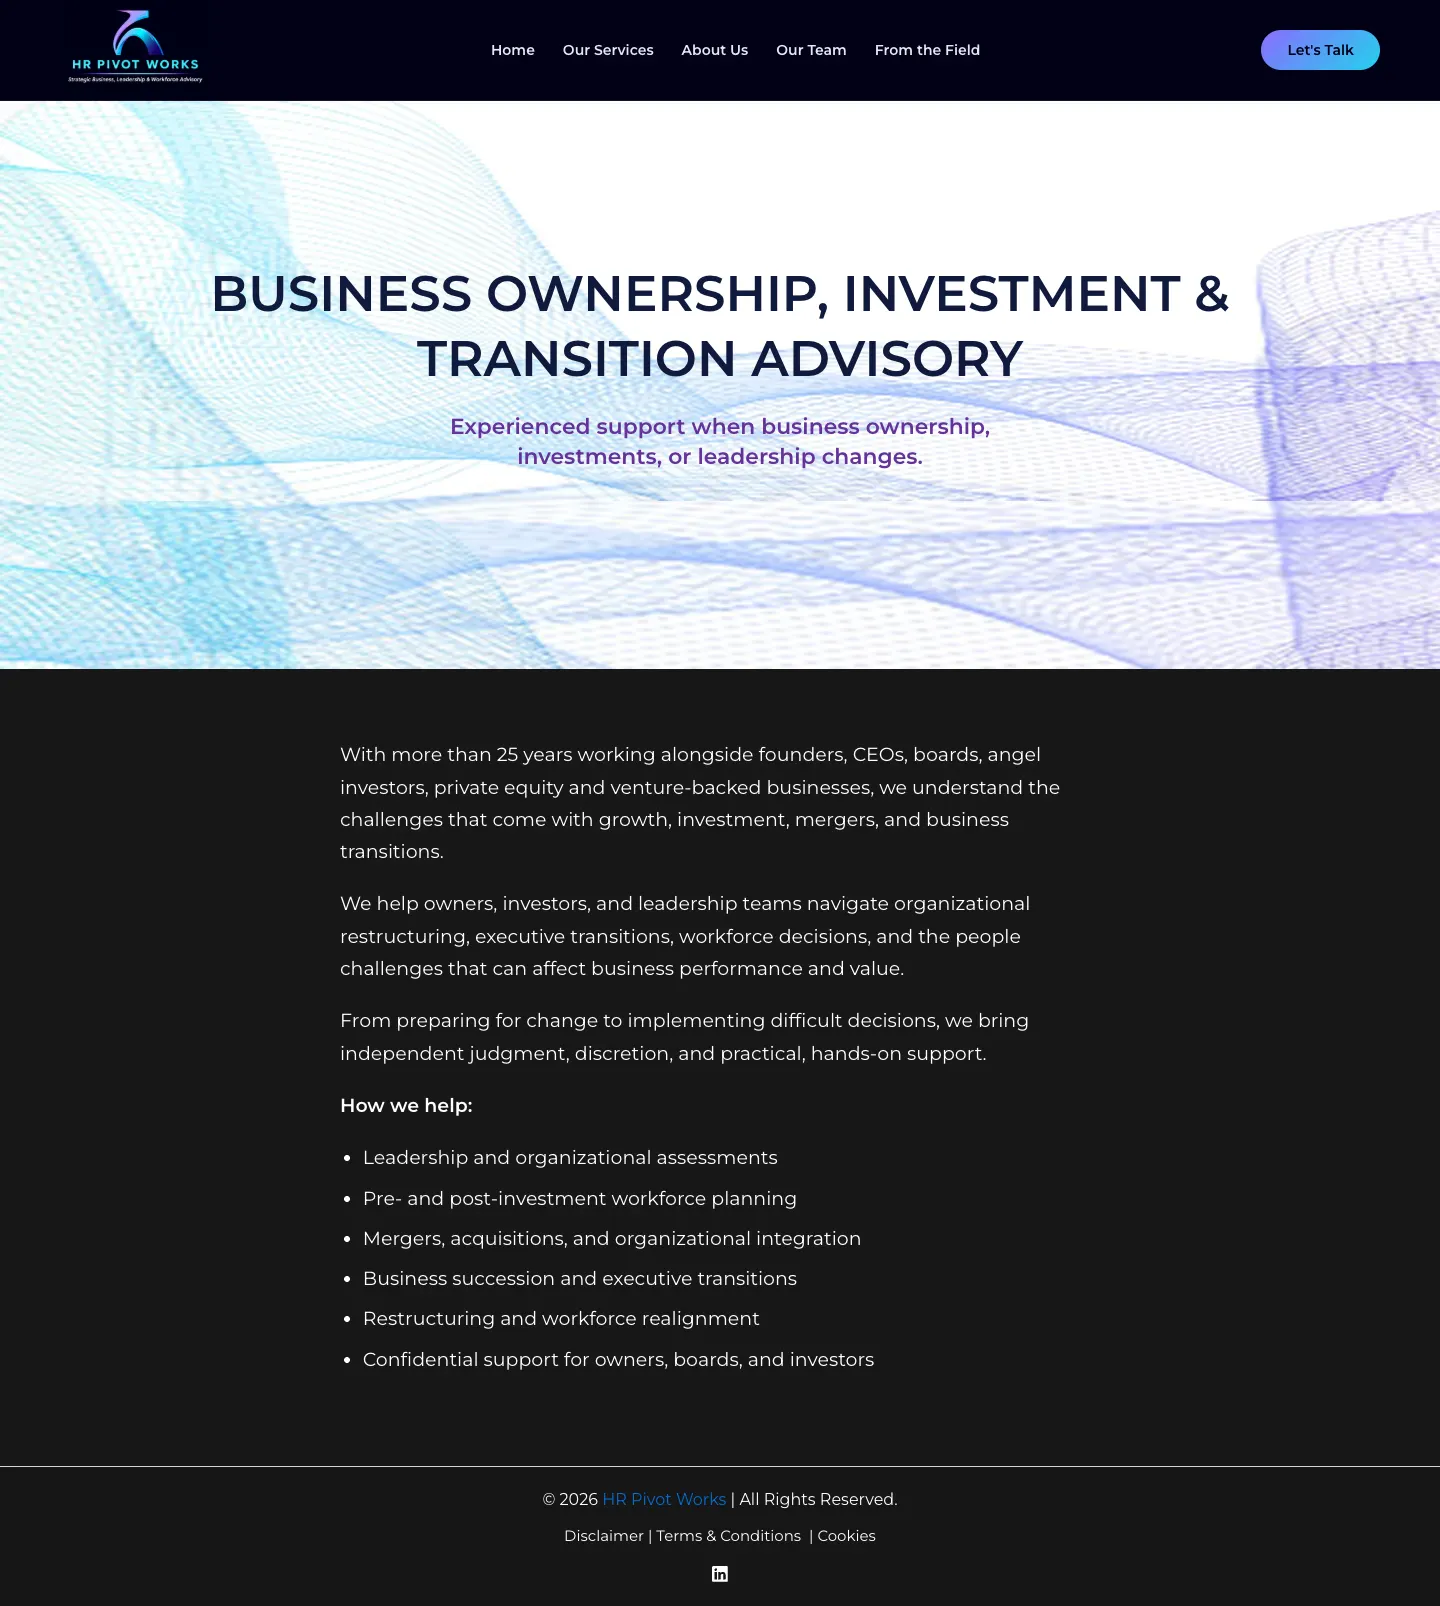 HR PIVOT WORKS
Strategic Business, Leadership & Workforce Advisory
Home
Our Services
About Us
Our Team
From the Field
Let's Talk
BUSINESS OWNERSHIP, INVESTMENT &
TRANSITION ADVISORY
Experienced support when business ownership,
investments, or leadership changes.
With more than 25 years working alongside founders, CEOs, boards, angel
investors, private equity and venture-backed businesses, we understand the
challenges that come with growth, investment, mergers, and business
transitions.
We help owners, investors, and leadership teams navigate organizational
restructuring, executive transitions, workforce decisions, and the people
challenges that can affect business performance and value.
From preparing for change to implementing difficult decisions, we bring
independent judgment, discretion, and practical, hands-on support.
How we help:
• Leadership and organizational assessments
• Pre- and post-investment workforce planning
• Mergers, acquisitions, and organizational integration
• Business succession and executive transitions
• Restructuring and workforce realignment
• Confidential support for owners, boards, and investors
© 2026 HR Pivot Works | All Rights Reserved.
Disclaimer | Terms & Conditions | Cookies
in